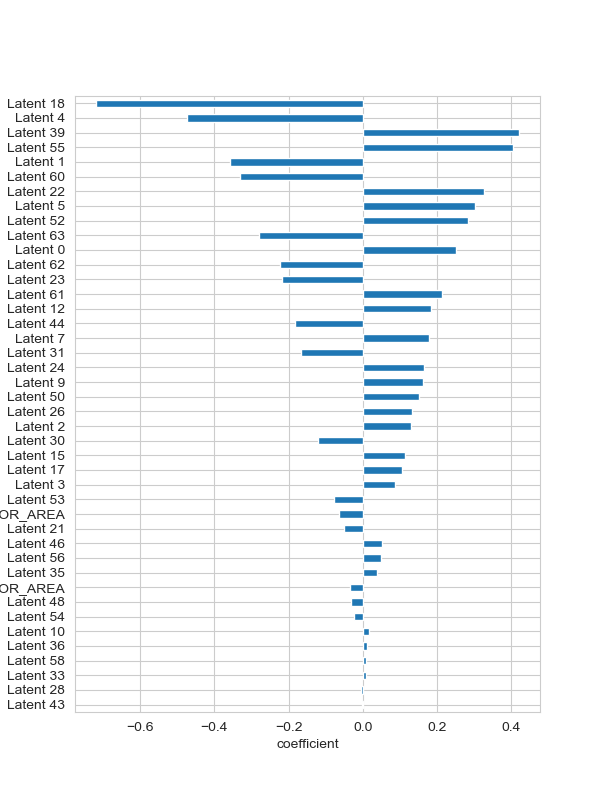 Latent 18
Latent 4
Latent 39
Latent 55
Latent 1
Latent 60
Latent 22
Latent 5
Latent 52
Latent 63
Latent 0
Latent 62
Latent 23
Latent 61
Latent 12
Latent 44
Latent 7
Latent 31
Latent 24
Latent 9
Latent 50
Latent 26
Latent 2
Latent 30
Latent 15
Latent 17
Latent 3
Latent 53
OR_AREA
Latent 21
Latent 46
Latent 56
Latent 35
OR_AREA
Latent 48
Latent 54
Latent 10
Latent 36
Latent 58
Latent 33
Latent 28
Latent 43
−0.6 −0.4 −0.2 0.0 0.2 0.4
coefficient